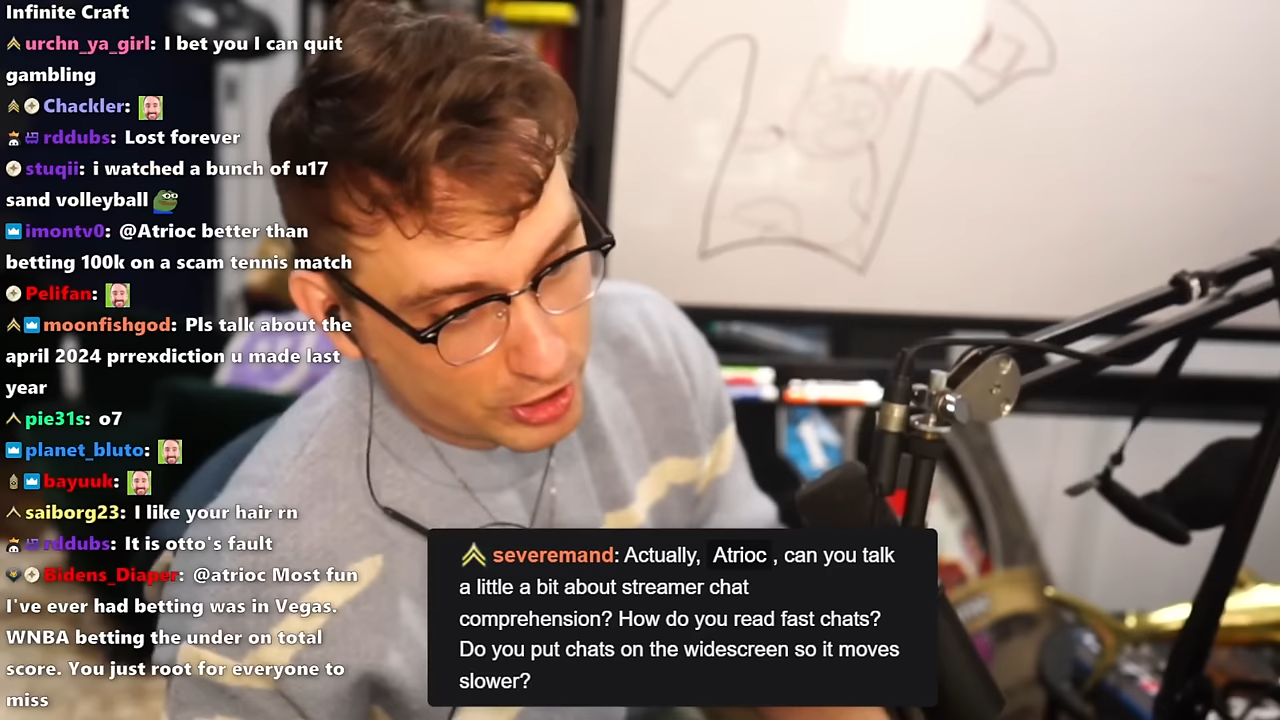 Infinite Craft
urchn_ya_girl: I bet you I can quit
gambling
Chackler:
rddubs: Lost forever
stuqii: i watched a bunch of u17
sand volleyball
imontv0: @Atrioc better than
betting 100k on a scam tennis match
Pelifan:
moonfishgod: Pls talk about the
april 2024 prrexdiction u made last
year
pie31s: o7
planet_bluto:
bayuuk:
saiborg23: I like your hair rn
rddubs: It is otto's fault
Bidens_Diaper: @atrioc Most fun
I've ever had betting was in Vegas.
WNBA betting the under on total
score. You just root for everyone to
miss
severemand: Actually, Atrioc , can you talk
a little a bit about streamer chat
comprehension? How do you read fast chats?
Do you put chats on the widescreen so it moves
slower?